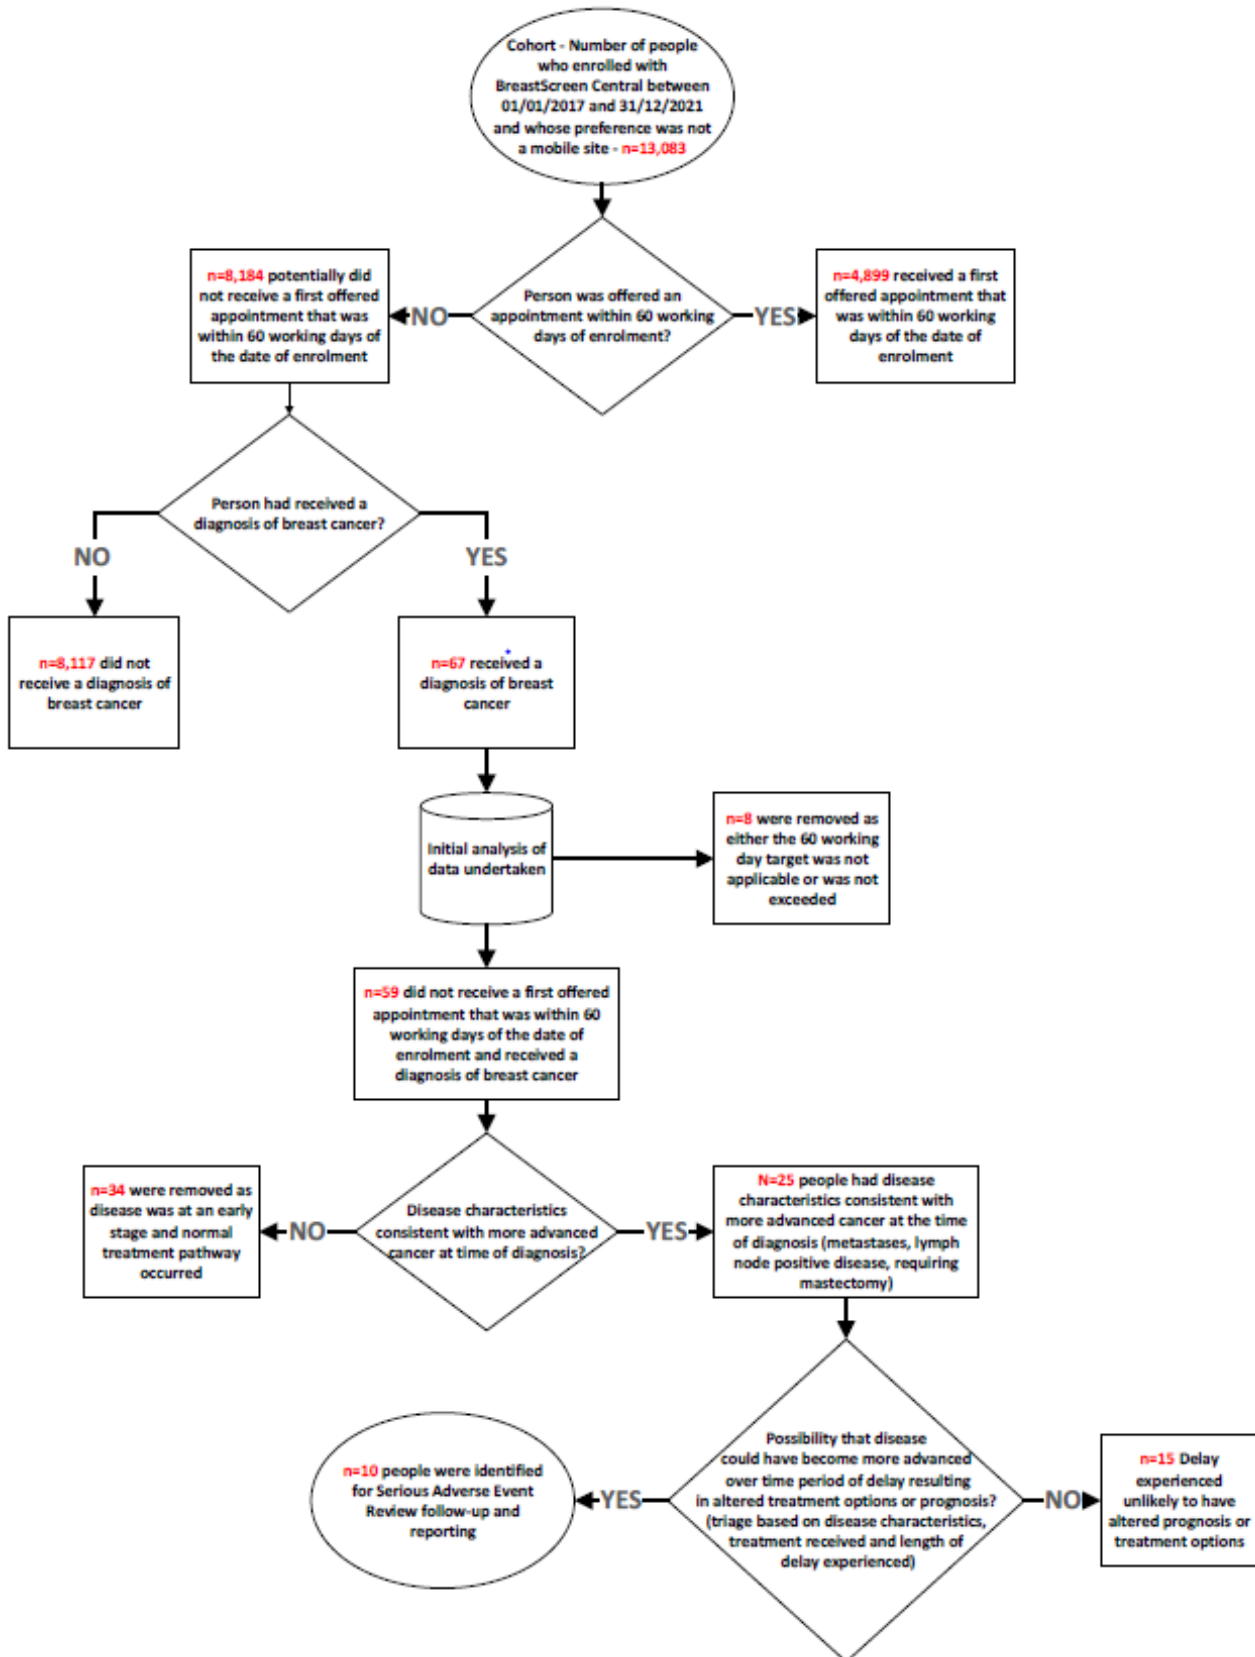 Cohort - Number of people
who enrolled with
BreastScreen Central between
01/01/2017 and 31/12/2021
and whose preference was not
a mobile site - n=13,083
n=8,184 potentially did
not receive a first offered
appointment that was
within 60 working days of
the date of enrolment
NO
Person was offered an
appointment within 60 working
days of enrolment?
YES
n=4,899 received a first
offered appointment that
was within 60 working
days of the date of
enrolment
Person had received a
diagnosis of breast cancer?
NO
YES
n=8,117 did not
receive a diagnosis of
breast cancer
n=67 received a
diagnosis of breast
cancer
Initial analysis of
data undertaken
n=8 were removed as
either the 60 working
day target was not
applicable or was not
exceeded
n=59 did not receive a first offered
appointment that was within 60
working days of the date of
enrolment and received a
diagnosis of breast cancer
n=34 were removed as
disease was at an early
stage and normal
treatment pathway
occurred
NO
Disease characteristics
consistent with more advanced
cancer at time of diagnosis?
YES
N=25 people had disease
characteristics consistent with
more advanced cancer at the time
of diagnosis (metastases, lymph
node positive disease, requiring
mastectomy)
n=10 people were identified
for Serious Adverse Event
Review follow-up and
reporting
YES
Possibility that disease
could have become more advanced
over time period of delay resulting
in altered treatment options or prognosis?
(triage based on disease characteristics,
treatment received and length of
delay experienced)
NO
n=15 Delay
experienced
unlikely to have
altered prognosis or
treatment options